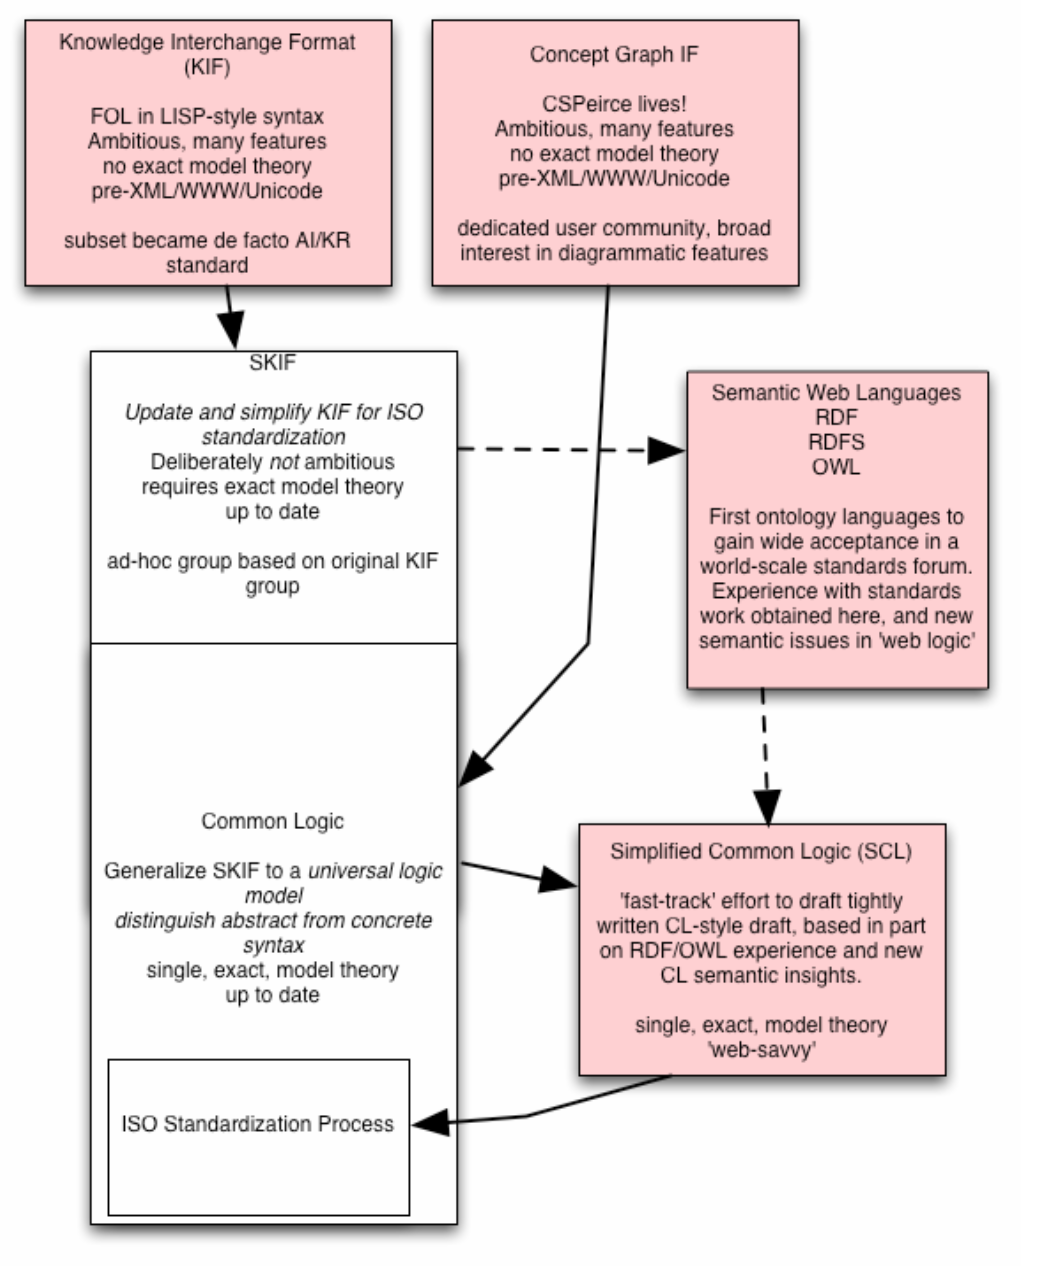 Knowledge Interchange Format
(KIF)
FOL in LISP-style syntax
Ambitious, many features
no exact model theory
pre-XML/WWW/Unicode
subset became de facto AI/KR
standard
Concept Graph IF
CSPeirce lives!
Ambitious, many features
no exact model theory
pre-XML/WWW/Unicode
dedicated user community, broad
interest in diagrammatic features
SKIF
Update and simplify KIF for ISO
standardization
Deliberately not ambitious
requires exact model theory
up to date
ad-hoc group based on original KIF
group
Semantic Web Languages
RDF
RDFS
OWL
First ontology languages to
gain wide acceptance in a
world-scale standards forum.
Experience with standards
work obtained here, and new
semantic issues in 'web logic'
Common Logic
Generalize SKIF to a universal logic
model
distinguish abstract from concrete
syntax
single, exact, model theory
up to date
Simplified Common Logic (SCL)
'fast-track' effort to draft tightly
written CL-style draft, based in part
on RDF/OWL experience and new
CL semantic insights.
single, exact, model theory
'web-savvy'
ISO Standardization Process